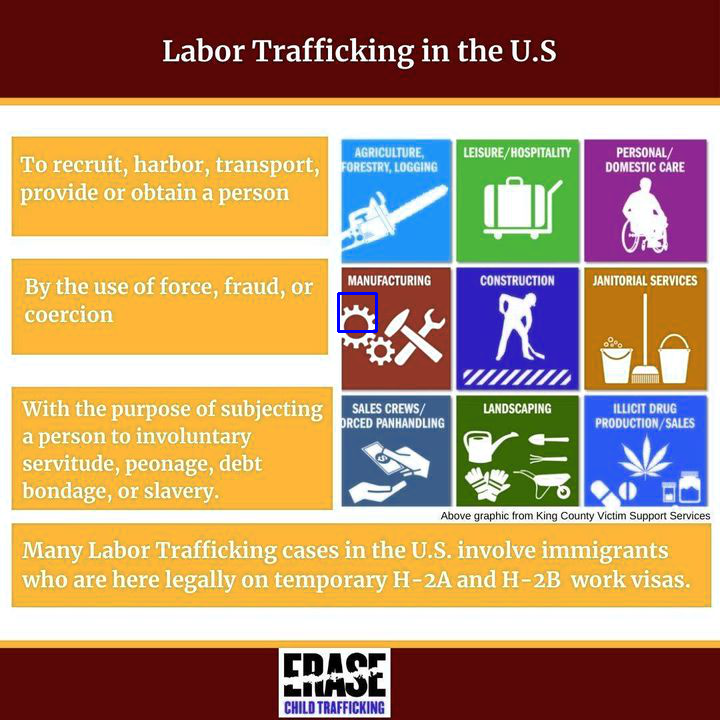 Labor Trafficking in the U.S
To recruit, harbor, transport,
provide or obtain a person
By the use of force, fraud, or
coercion
With the purpose of subjecting
a person to involuntary
servitude, peonage, debt
bondage, or slavery.
AGRICULTURE,
FORESTRY, LOGGING
LEISURE/HOSPITALITY
PERSONAL/
DOMESTIC CARE
MANUFACTURING
CONSTRUCTION
JANITORIAL SERVICES
SALES CREWS/
ORCED PANHANDLING
LANDSCAPING
ILLICIT DRUG
PRODUCTION/SALES
Above graphic from King County Victim Support Services
Many Labor Trafficking cases in the U.S. involve immigrants
who are here legally on temporary H-2A and H-2B work visas.
ERASE
CHILD TRAFFICKING